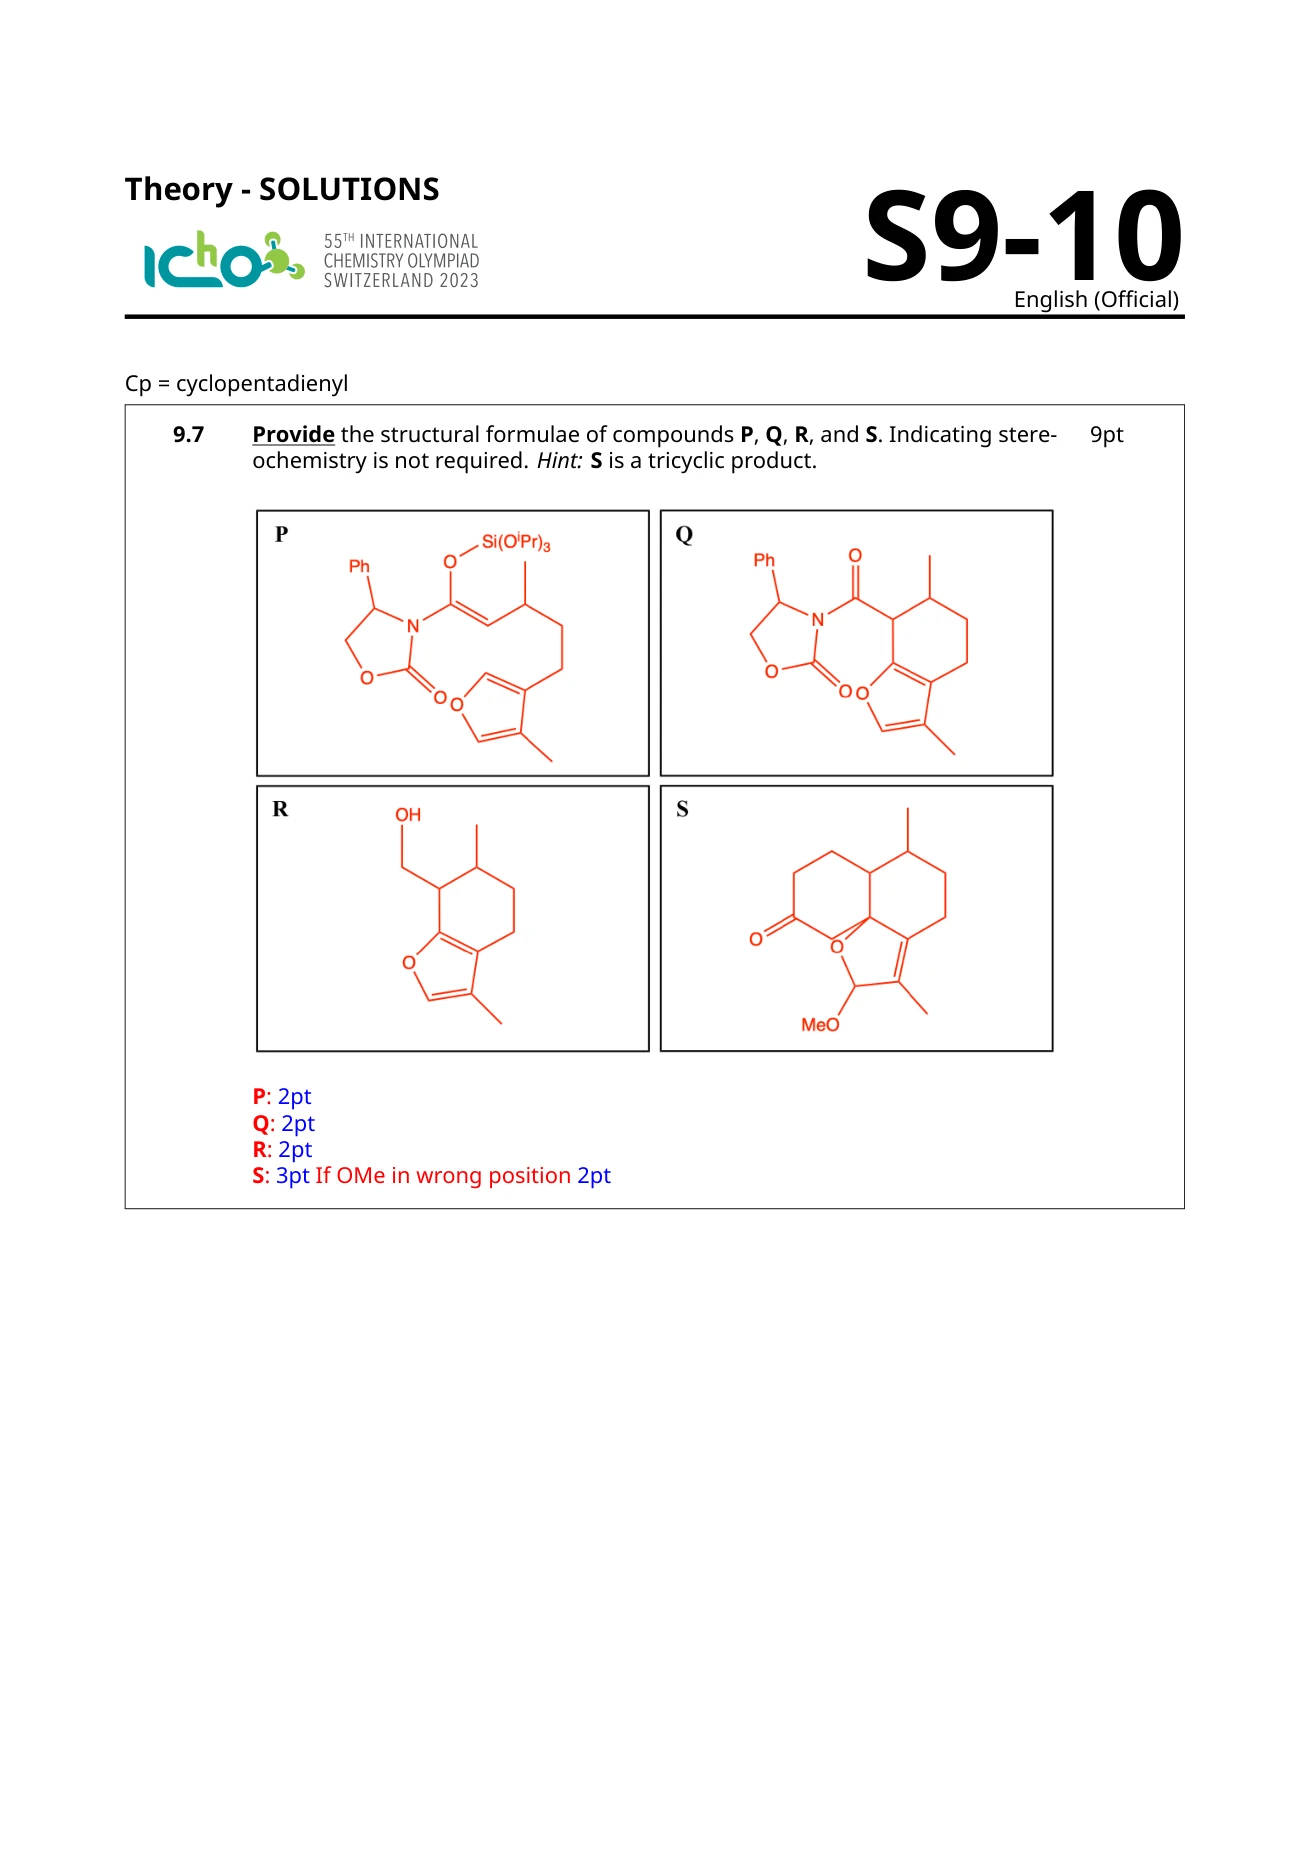 Theory - SOLUTIONS
IChO
55TH INTERNATIONAL
CHEMISTRY OLYMPIAD
SWITZERLAND 2023
S9-10
English (Official)
Cp = cyclopentadienyl
9.7 Provide the structural formulae of compounds P, Q, R, and S. Indicating stere- 9pt
ochemistry is not required. Hint: S is a tricyclic product.
P
Si(OiPr)3
O
Ph
N
O
O
O
Q
O
Ph
N
O
O
O
R
OH
O
S
O
O
MeO
P: 2pt
Q: 2pt
R: 2pt
S: 3pt If OMe in wrong position 2pt